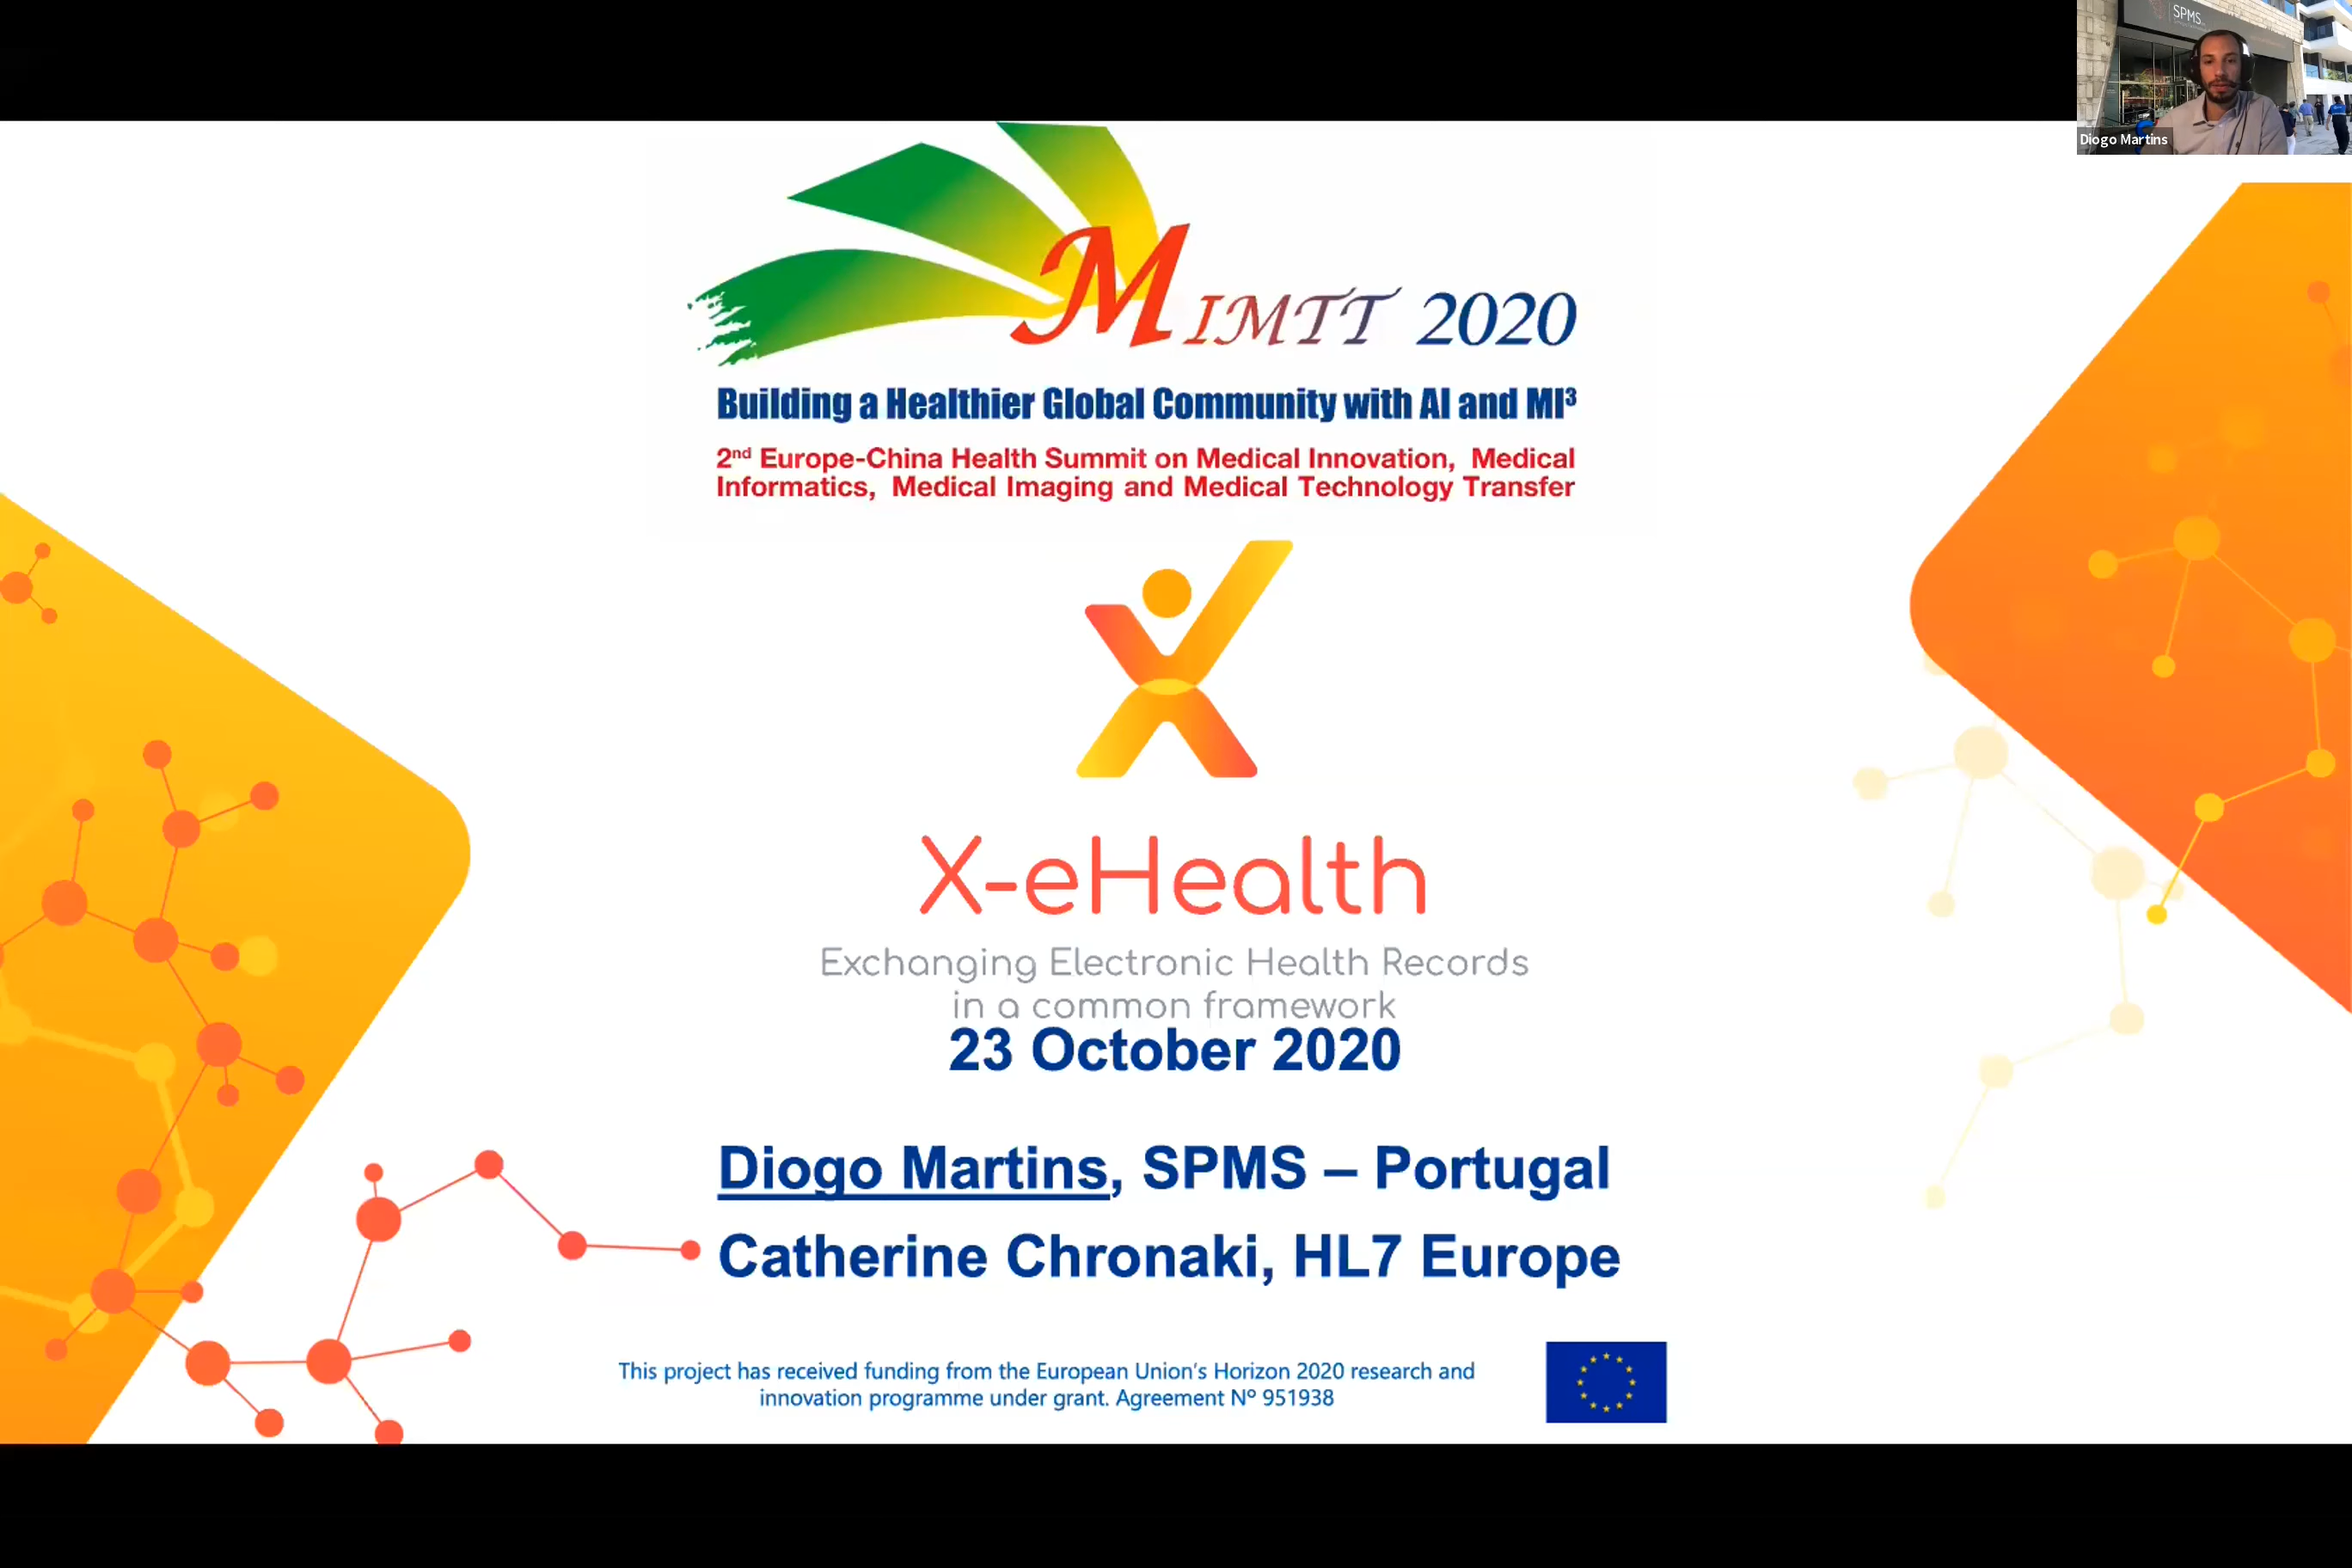 SPMS
Diogo Martins
MIMTT 2020
Building a Healthier Global Community with AI and MI³
2nd Europe-China Health Summit on Medical Innovation, Medical
Informatics, Medical Imaging and Medical Technology Transfer
X-eHealth
Exchanging Electronic Health Records
in a common framework
23 October 2020
Diogo Martins, SPMS – Portugal
Catherine Chronaki, HL7 Europe
This project has received funding from the European Union's Horizon 2020 research and
innovation programme under grant. Agreement Nº 951938